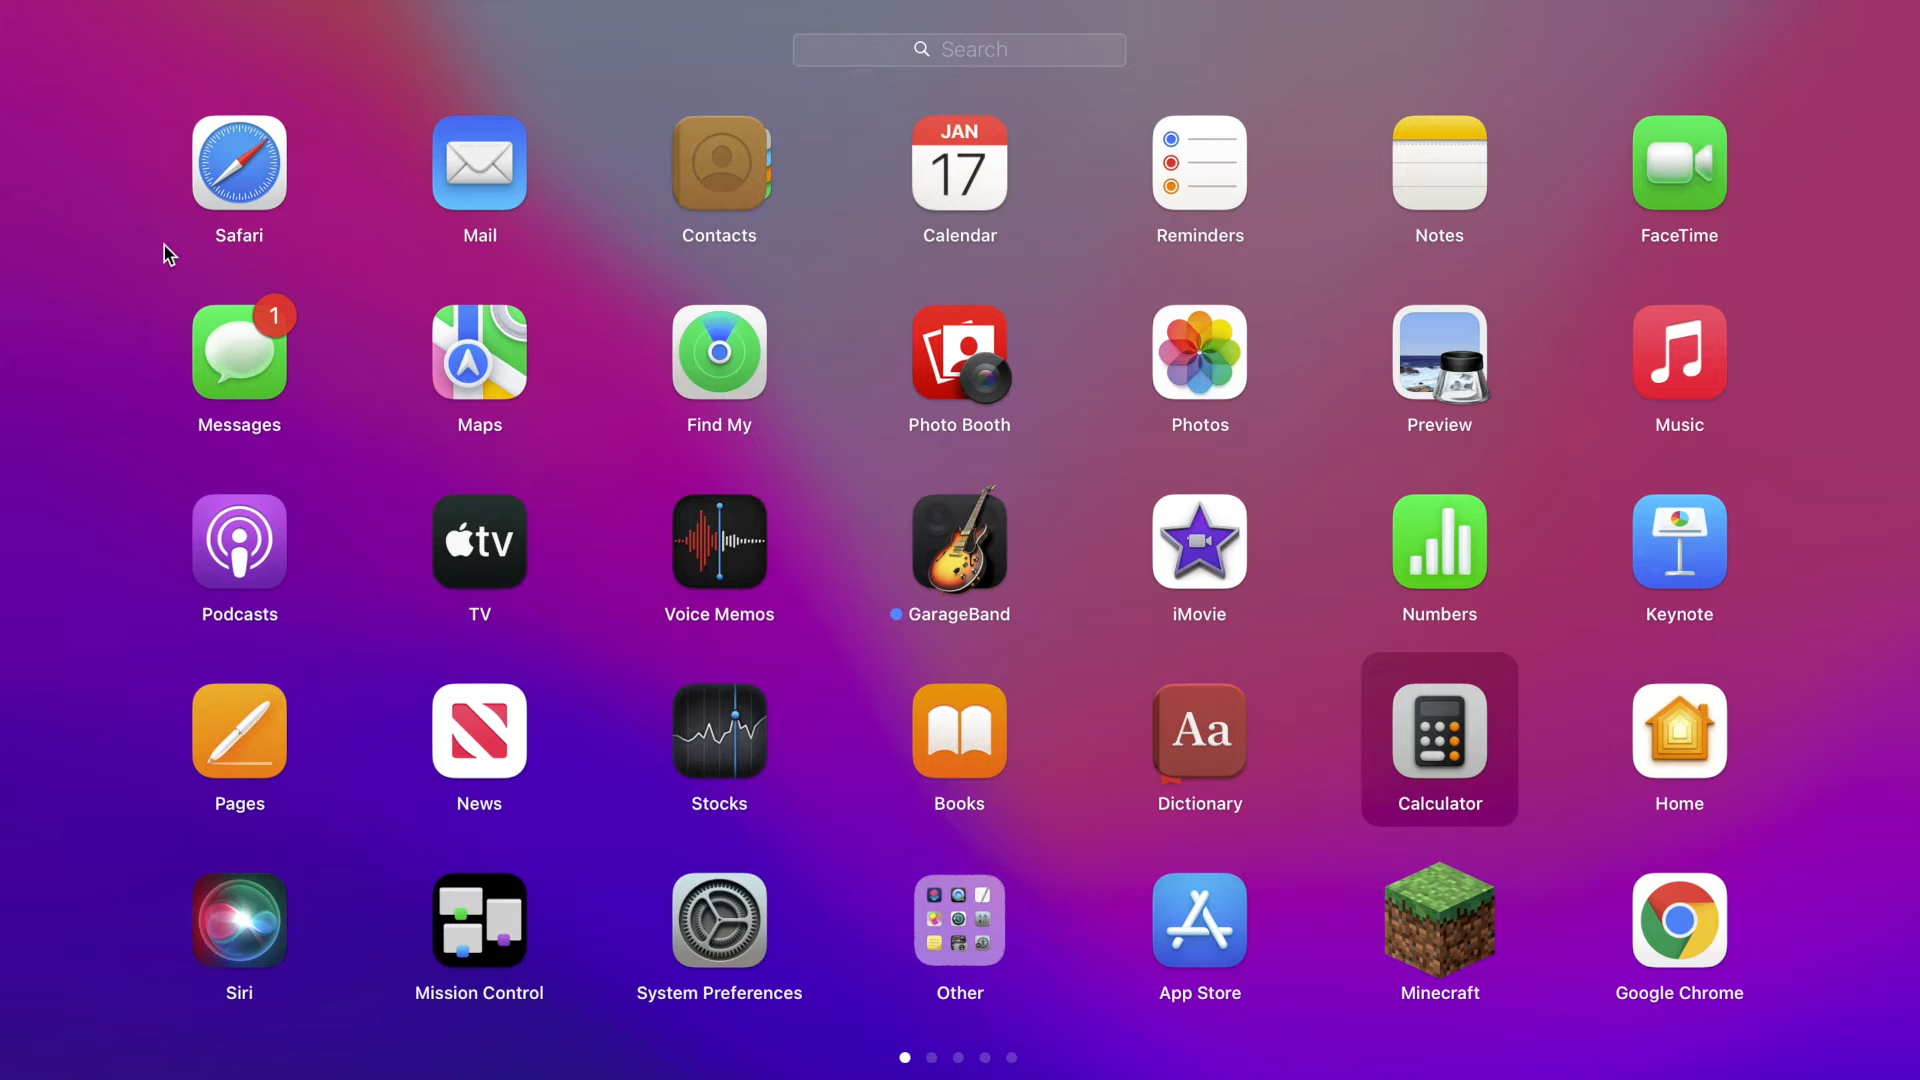 Search
JAN
17
Safari
Mail
Contacts
Calendar
Reminders
Notes
FaceTime
1
Messages
Maps
Find My
Photo Booth
Photos
Preview
Music
tv
Podcasts
TV
Voice Memos
GarageBand
iMovie
Numbers
Keynote
Aa
Pages
News
Stocks
Books
Dictionary
Calculator
Home
Siri
Mission Control
System Preferences
Other
App Store
Minecraft
Google Chrome